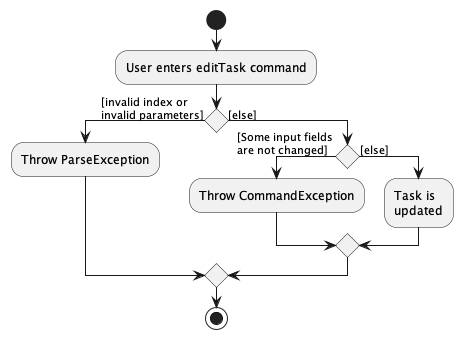 User enters editTask command
[invalid index or
invalid parameters]
[else]
Throw ParseException
[Some input fields
are not changed]
[else]
Throw CommandException
Task is
updated